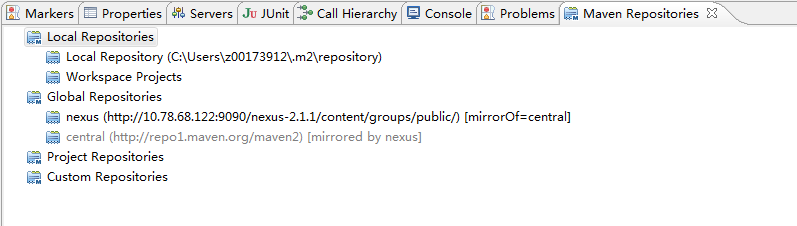 Markers Properties Servers JUnit Call Hierarchy Console Problems Maven Repositories
Local Repositories
Local Repository (C:\Users\z00173912\.m2\repository)
Workspace Projects
Global Repositories
nexus (http://10.78.68.122:9090/nexus-2.1.1/content/groups/public/) [mirrorOf=central]
central (http://repo1.maven.org/maven2) [mirrored by nexus]
Project Repositories
Custom Repositories